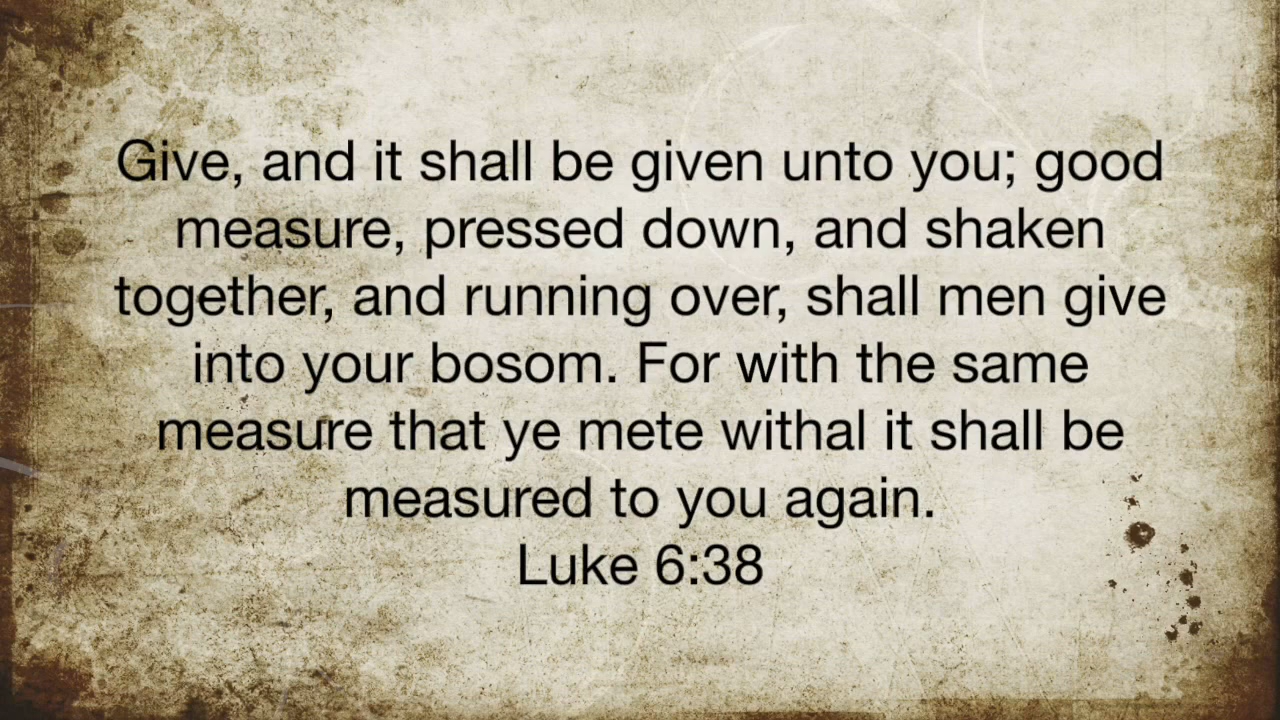 Give, and it shall be given unto you; good
measure, pressed down, and shaken
together, and running over, shall men give
into your bosom. For with the same
measure that ye mete withal it shall be
measured to you again.
Luke 6:38